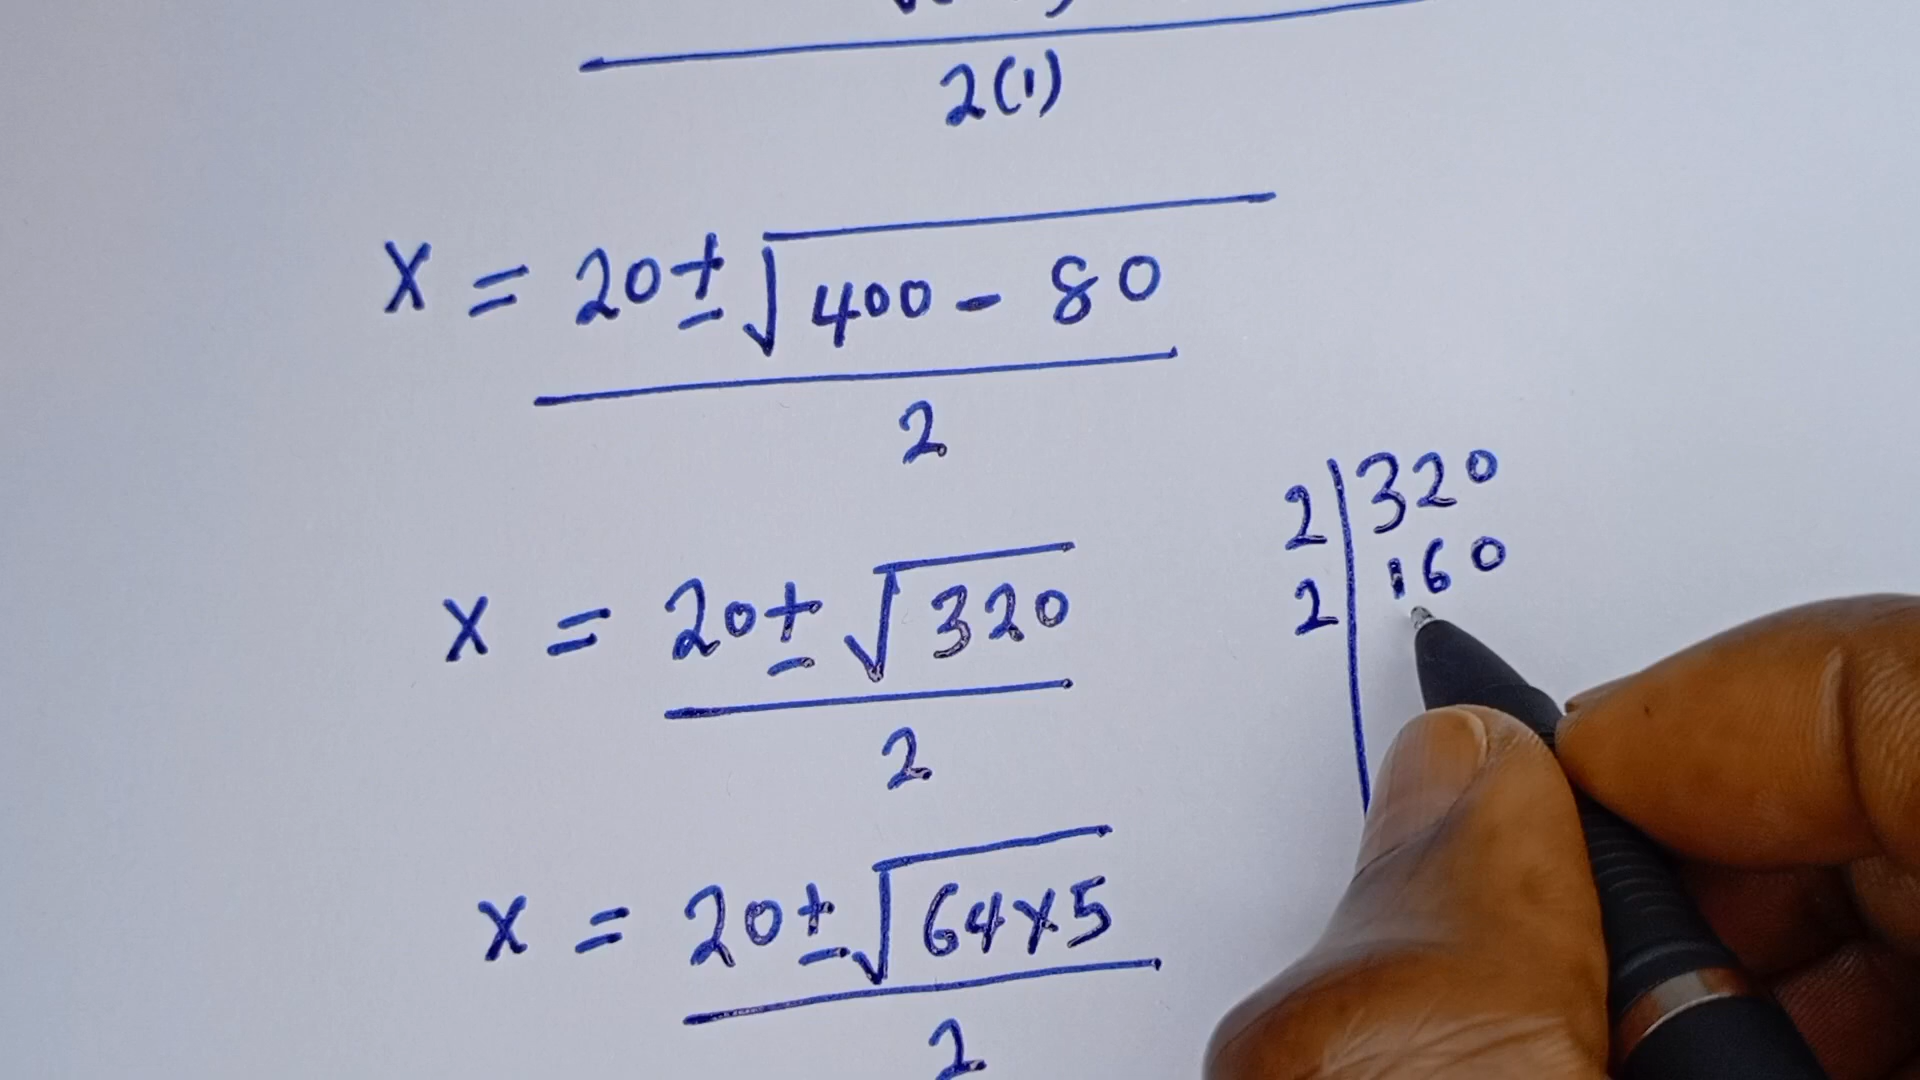 2(1)
x = 20 ± √400 - 80
2
x = 20 ± √320
2
x = 20 ± √64×5
2
2 | 320
2 | 160